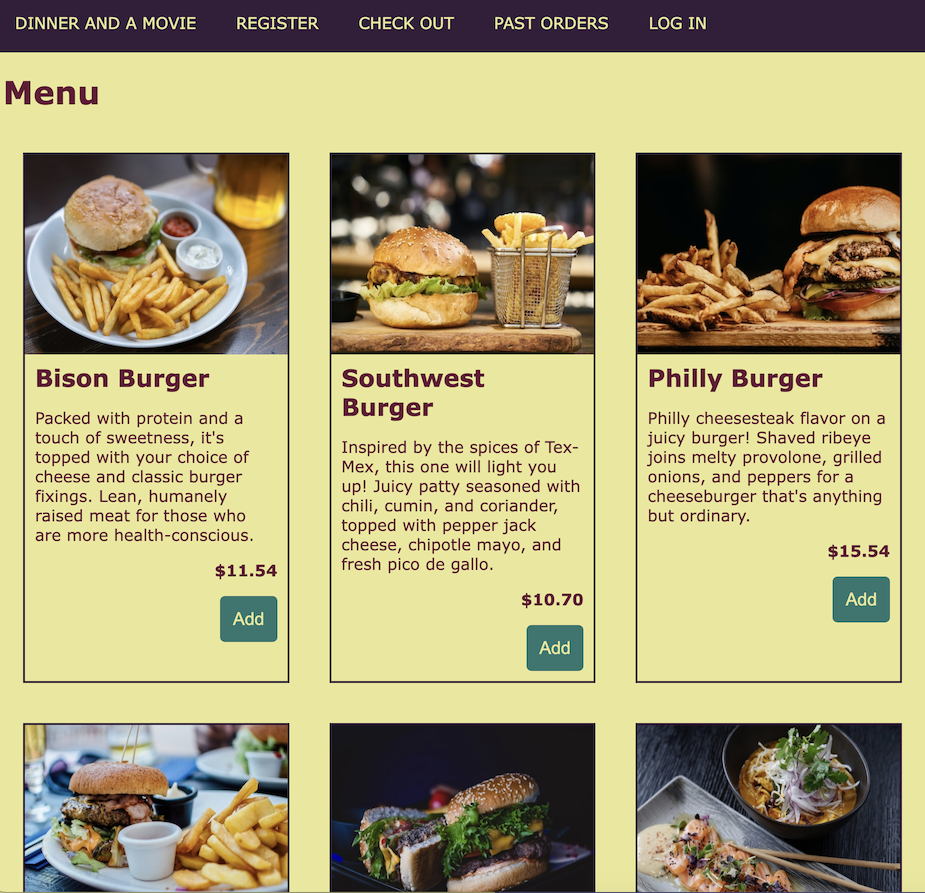 DINNER AND A MOVIE REGISTER CHECK OUT PAST ORDERS LOG IN
Menu
Bison Burger
Packed with protein and a
touch of sweetness, it's
topped with your choice of
cheese and classic burger
fixings. Lean, humanely
raised meat for those who
are more health-conscious.
$11.54
Add
Southwest
Burger
Inspired by the spices of Tex-
Mex, this one will light you
up! Juicy patty seasoned with
chili, cumin, and coriander,
topped with pepper jack
cheese, chipotle mayo, and
fresh pico de gallo.
$10.70
Add
Philly Burger
Philly cheesesteak flavor on a
juicy burger! Shaved ribeye
joins melty provolone, grilled
onions, and peppers for a
cheeseburger that's anything
but ordinary.
$15.54
Add